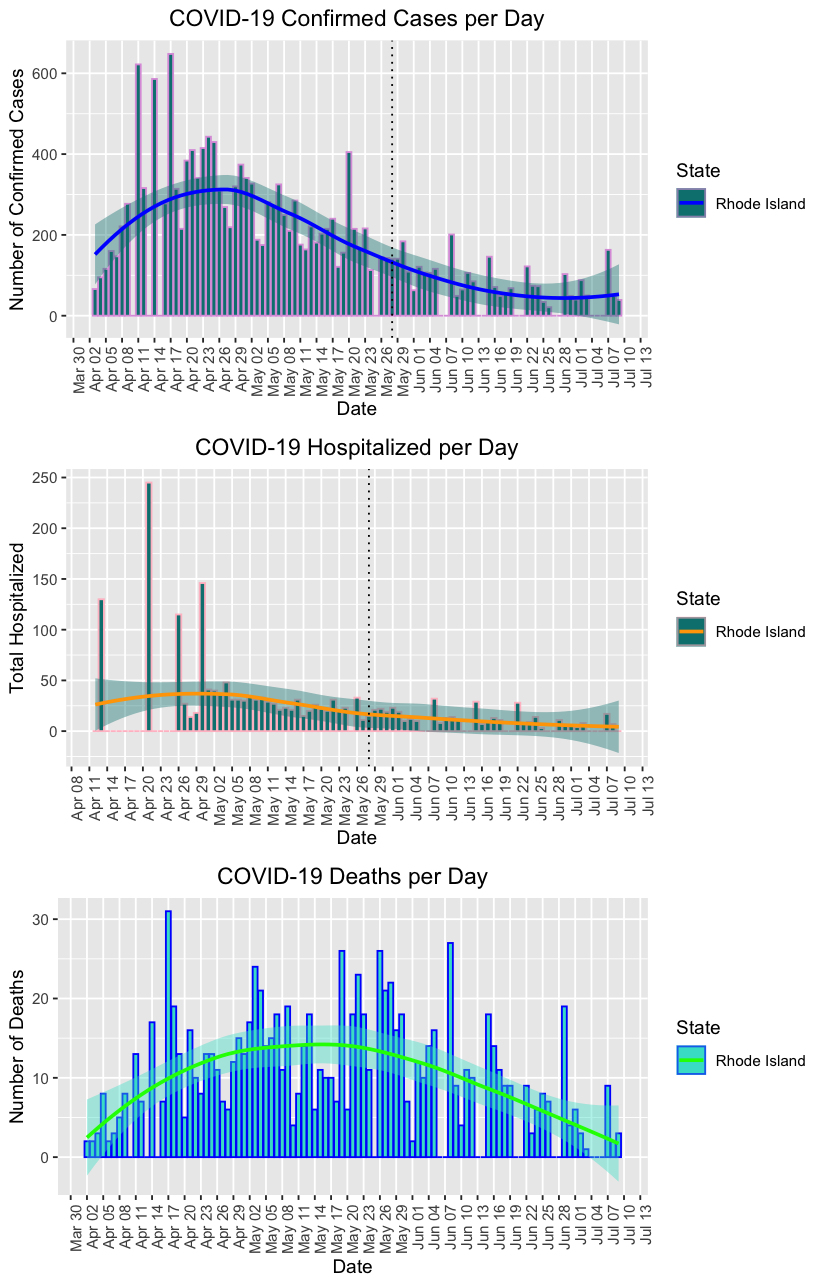 COVID-19 Confirmed Cases per Day
Number of Confirmed Cases
600
400
200
0
Mar 30
Apr 02
Apr 05
Apr 08
Apr 11
Apr 14
Apr 17
Apr 20
Apr 23
Apr 26
Apr 29
May 02
May 05
May 08
May 11
May 14
May 17
May 20
May 23
May 26
May 29
Jun 01
Jun 04
Jun 07
Jun 10
Jun 13
Jun 16
Jun 19
Jun 22
Jun 25
Jun 28
Jul 01
Jul 04
Jul 07
Jul 10
Jul 13
Date
State
Rhode Island
COVID-19 Hospitalized per Day
Total Hospitalized
250
200
150
100
50
0
Apr 08
Apr 11
Apr 14
Apr 17
Apr 20
Apr 23
Apr 26
Apr 29
May 02
May 05
May 08
May 11
May 14
May 17
May 20
May 23
May 26
May 29
Jun 01
Jun 04
Jun 07
Jun 10
Jun 13
Jun 16
Jun 19
Jun 22
Jun 25
Jun 28
Jul 01
Jul 04
Jul 07
Jul 10
Jul 13
Date
State
Rhode Island
COVID-19 Deaths per Day
Number of Deaths
30
20
10
0
Mar 30
Apr 02
Apr 05
Apr 08
Apr 11
Apr 14
Apr 17
Apr 20
Apr 23
Apr 26
Apr 29
May 02
May 05
May 08
May 11
May 14
May 17
May 20
May 23
May 26
May 29
Jun 01
Jun 04
Jun 07
Jun 10
Jun 13
Jun 16
Jun 19
Jun 22
Jun 25
Jun 28
Jul 01
Jul 04
Jul 07
Jul 10
Jul 13
Date
State
Rhode Island